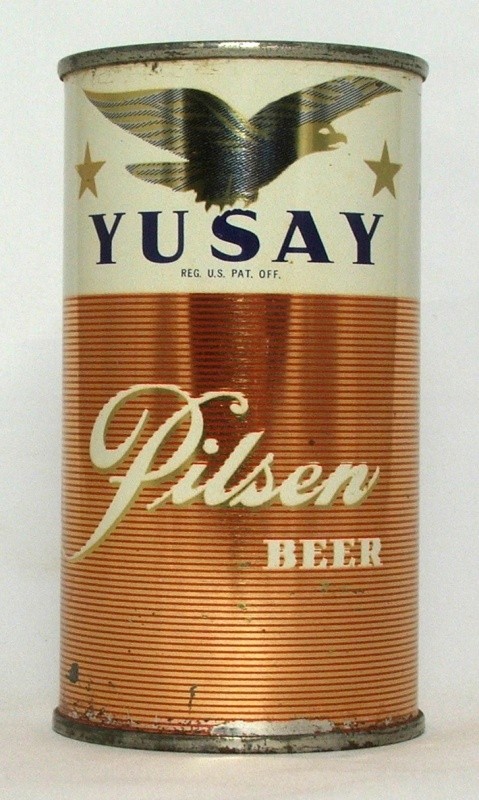 YUSAY
REG. U.S. PAT. OFF.
Pilsen
BEER